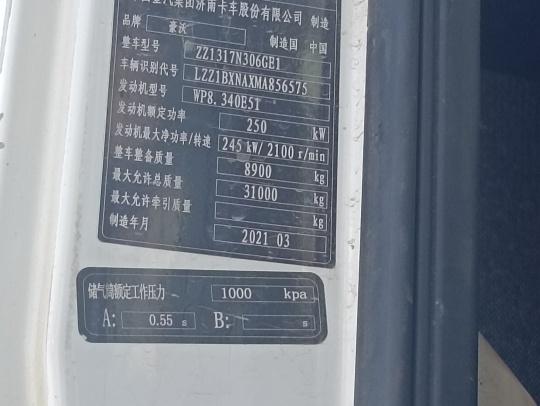 重汽集团济南卡车股份有限公司 制造
品牌 豪沃 制造国 中国
整车型号 ZZ1317N306GE1
车辆识别代号 LZZ1BXNAXMA856575
发动机型号 WP8.340E51
发动机额定功率 250 kW
发动机最大净功率/转速 245 kW/ 2100 r/min
整车整备质量 8900 kg
最大允许总质量 31000 kg
最大允许牵引质量 kg
制造年月 2021 03
储气筒额定工作压力 1000 kpa
A: 0.55 s B: s